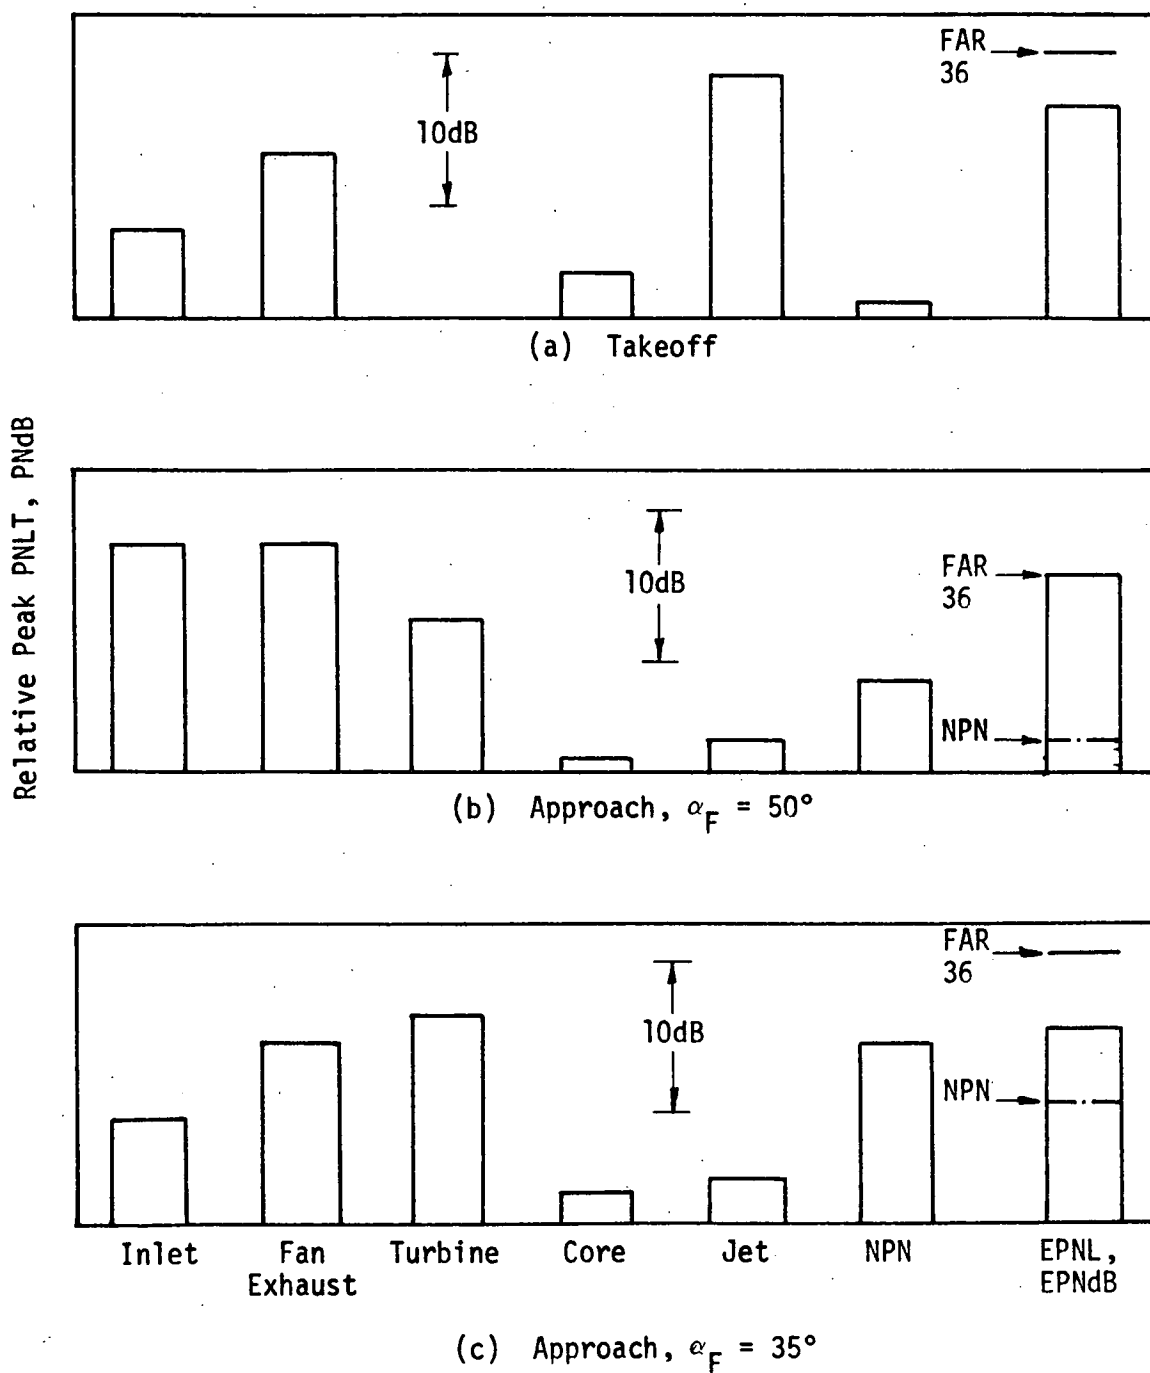 Relative Peak PNLT, PNdB
FAR
36
10dB
(a) Takeoff
10dB
FAR
36
NPN
(b) Approach, αF = 50°
FAR
36
10dB
NPN
Inlet
Fan
Exhaust
Turbine
Core
Jet
NPN
EPNL,
EPNdB
(c) Approach, αF = 35°